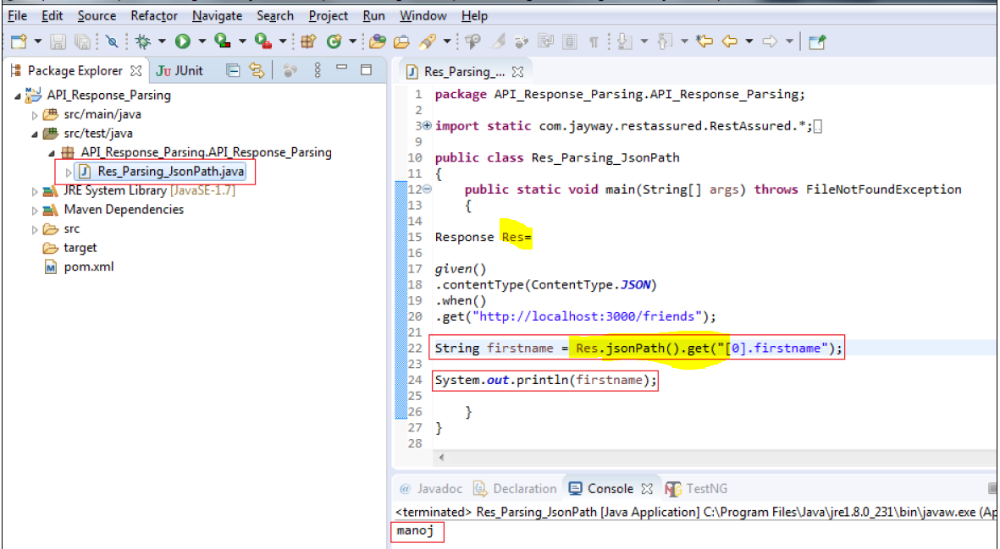 File Edit Source Refactor Navigate Search Project Run Window Help
Package Explorer
JUnit
API_Response_Parsing
src/main/java
src/test/java
API_Response_Parsing.API_Response_Parsing
Res_Parsing_JsonPath.java
JRE System Library [JavaSE-1.7]
Maven Dependencies
src
target
pom.xml
Res_Parsing_...
1 package API_Response_Parsing.API_Response_Parsing;
2
3 import static com.jayway.restassured.RestAssured.*;
9
10 public class Res_Parsing_JsonPath
11 {
12 public static void main(String[] args) throws FileNotFoundException
13 {
14
15 Response Res=
16
17 given()
18 .contentType(ContentType.JSON)
19 .when()
20 .get("http://localhost:3000/friends");
21
22 String firstname = Res.jsonPath().get("[0].firstname");
23
24 System.out.println(firstname);
25
26 }
27 }
28
@ Javadoc Declaration Console TestNG
<terminated> Res_Parsing_JsonPath [Java Application] C:\Program Files\Java\jre1.8.0_231\bin\javaw.exe
manoj